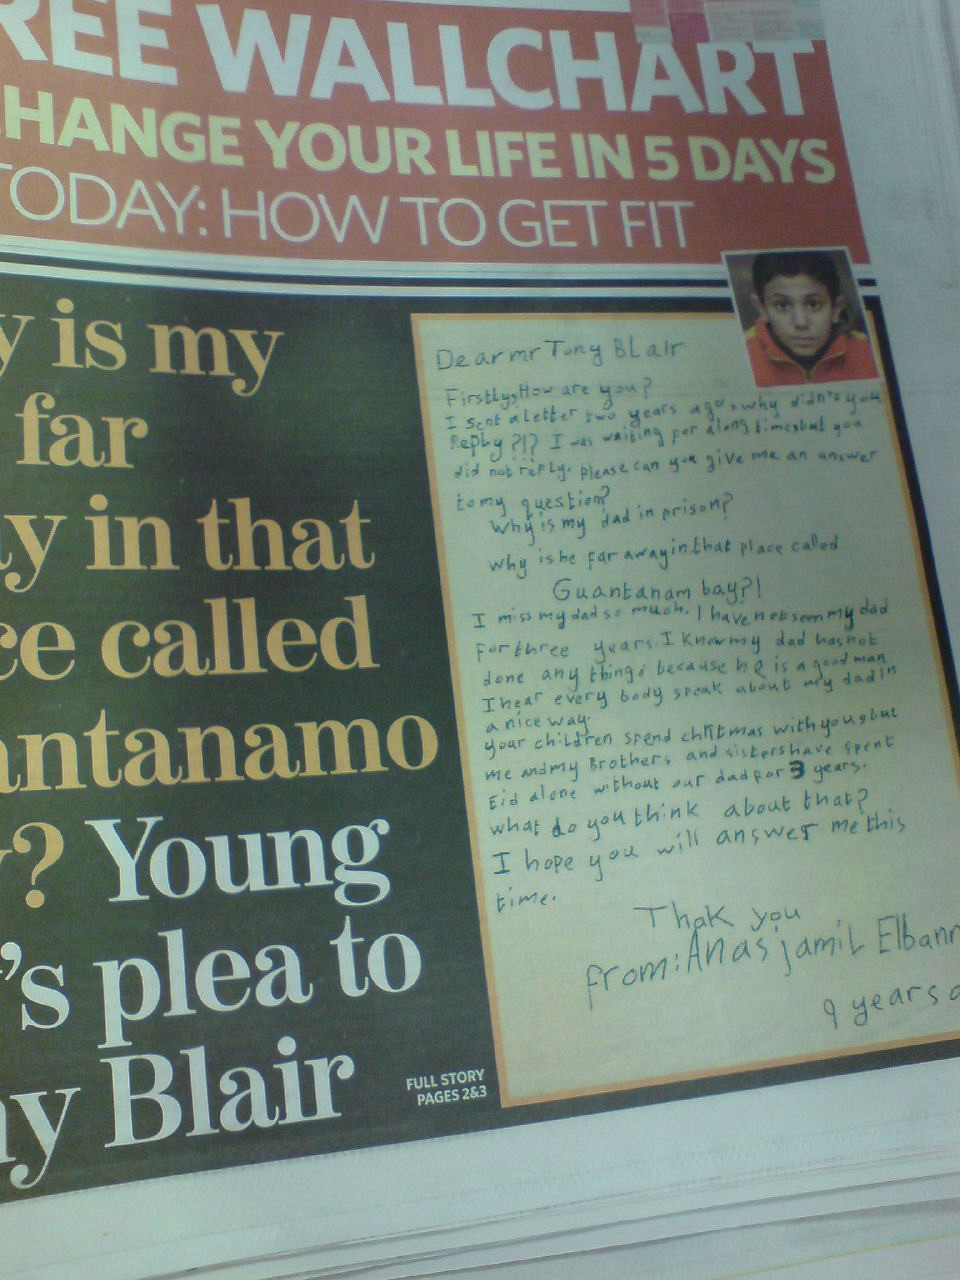 REE WALLCHART
HANGE YOUR LIFE IN 5 DAYS
TODAY: HOW TO GET FIT
y is my
far
ay in that
ce called
antanamo
y? Young
's plea to
ny Blair
FULL STORY
PAGES 2&3
Dear mr Tony BLair
Firstly, How are you?
I sent a letter two years ago, why didn't you
Reply ?!? I was waiting for along times but you
did not reply. please can you give me an answer
to my question?
Why is my dad in prison?
why is he far away in that place called
Guantanam bay?!
I miss my dad so much. I have not seen my dad
for three years. I know my dad has not
done any thing, because he is a good man
I hear every body speak about my dad in
a nice way.
your children spend chritmas with you, but
me and my Brothers and sisters have spent
Eid alone without our dad for 3 years.
what do you think about that?
I hope you will answer me this
time.
Thak you
from: Anas jamiL Elbann
9 years o